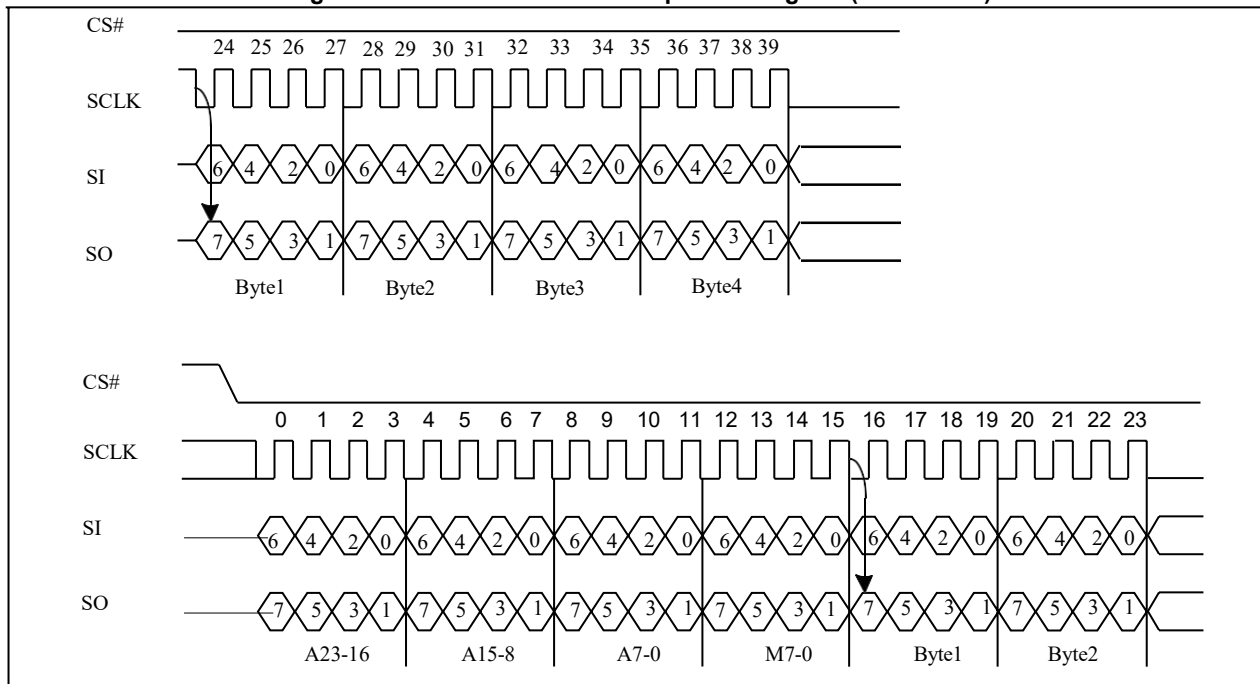 CS#
24 25 26 27 28 29 30 31 32 33 34 35 36 37 38 39
SCLK
SI
6 4 2 0 6 4 2 0 6 4 2 0 6 4 2 0
SO
7 5 3 1 7 5 3 1 7 5 3 1 7 5 3 1
Byte1 Byte2 Byte3 Byte4
CS#
0 1 2 3 4 5 6 7 8 9 10 11 12 13 14 15 16 17 18 19 20 21 22 23
SCLK
SI
6 4 2 0 6 4 2 0 6 4 2 0 6 4 2 0 6 4 2 0 6 4 2 0
SO
7 5 3 1 7 5 3 1 7 5 3 1 7 5 3 1 7 5 3 1 7 5 3 1
A23-16 A15-8 A7-0 M7-0 Byte1 Byte2